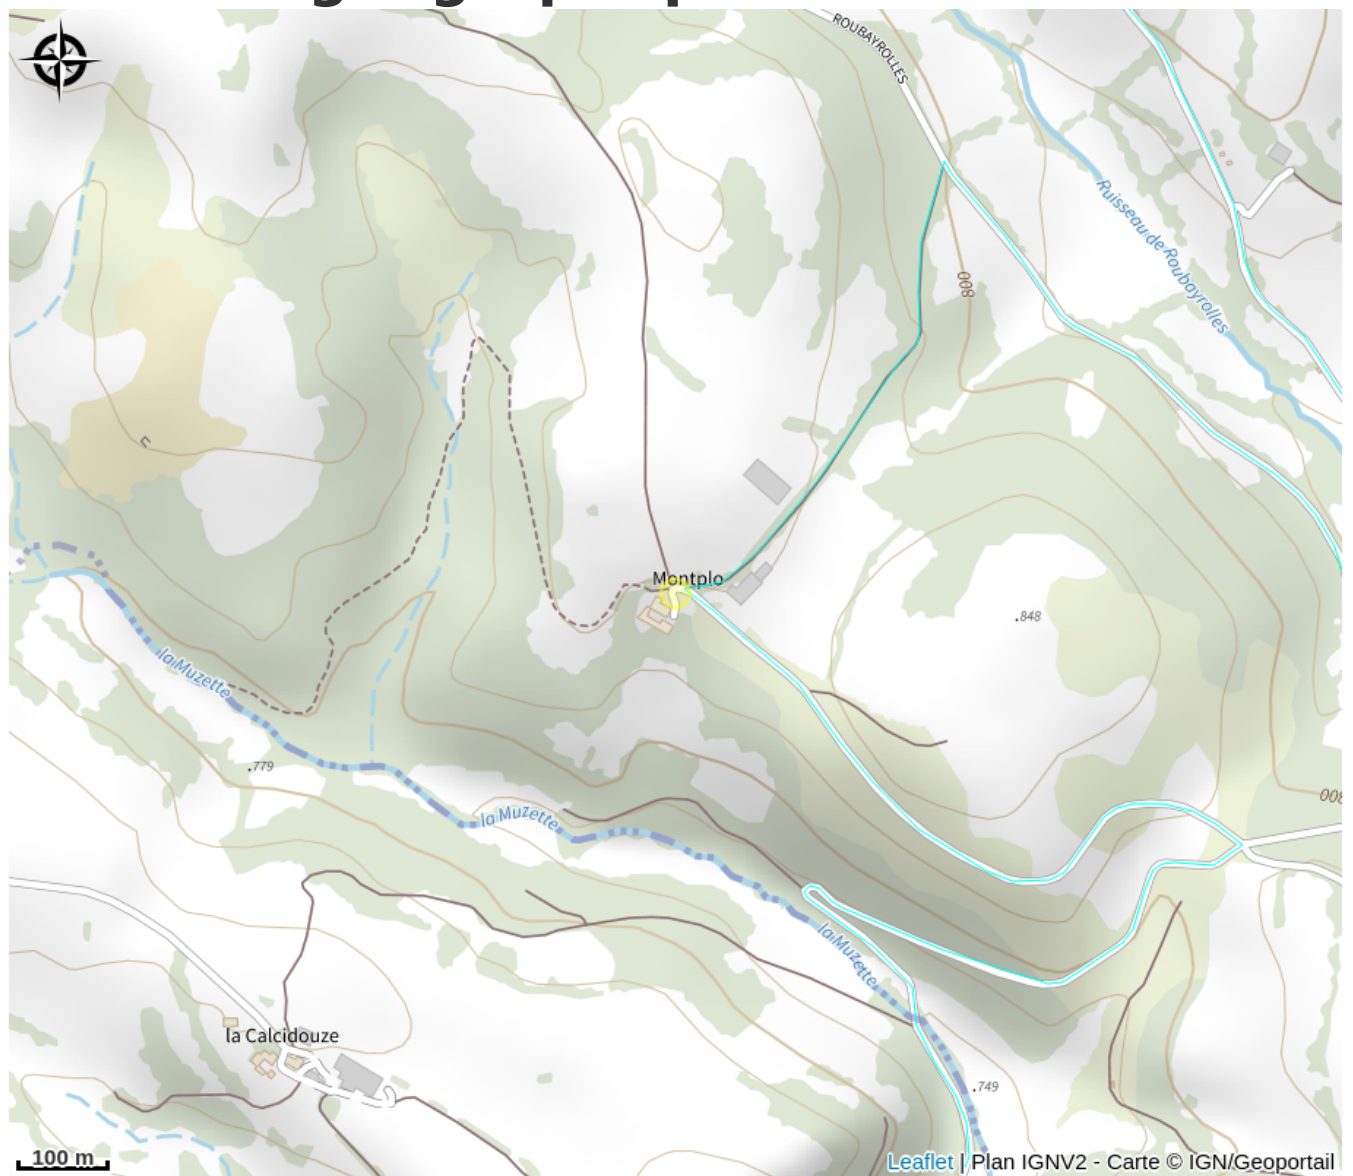 ROUBAYROLLES
Ruisseau de Roubayrolles
800
Montplo
.848
la Muzette
.779
800
la Muzette
la Muzette
la Calcidouze
.749
100 m
Leaflet | Plan IGNV2 - Carte © IGN/Geoportail